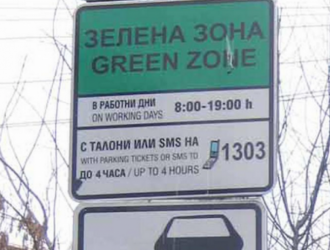 ЗЕЛЕНА ЗОНА
GREEN ZONE
В РАБОТНИ ДНИ
ON WORKING DAYS
8:00-19:00 h
С ТАЛОНИ ИЛИ SMS НА
WITH PARKING TICKETS OR SMS TO
1303
ДО 4 ЧАСА / UP TO 4 HOURS